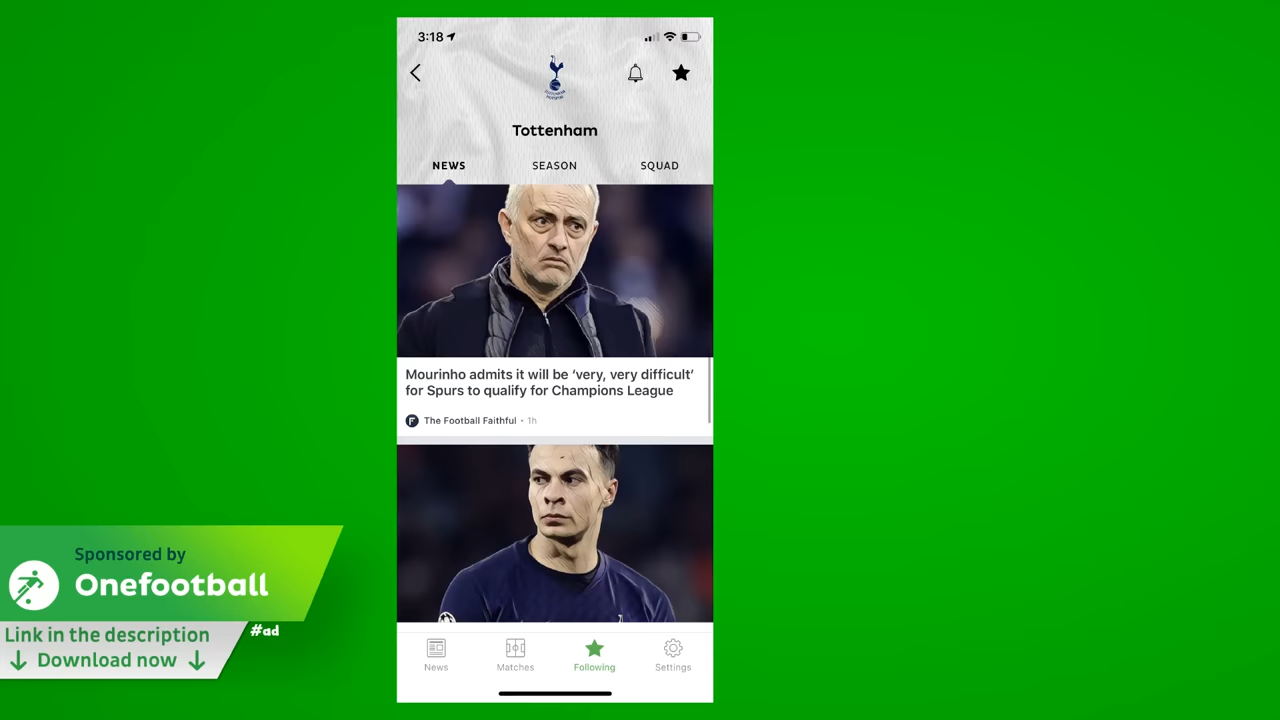 3:18
TOTTENHAM
HOTSPUR
Tottenham
NEWS SEASON SQUAD
Mourinho admits it will be ‘very, very difficult’
for Spurs to qualify for Champions League
F The Football Faithful • 1h
Sponsored by
Onefootball
Link in the description
#ad
↓ Download now ↓
News Matches Following Settings